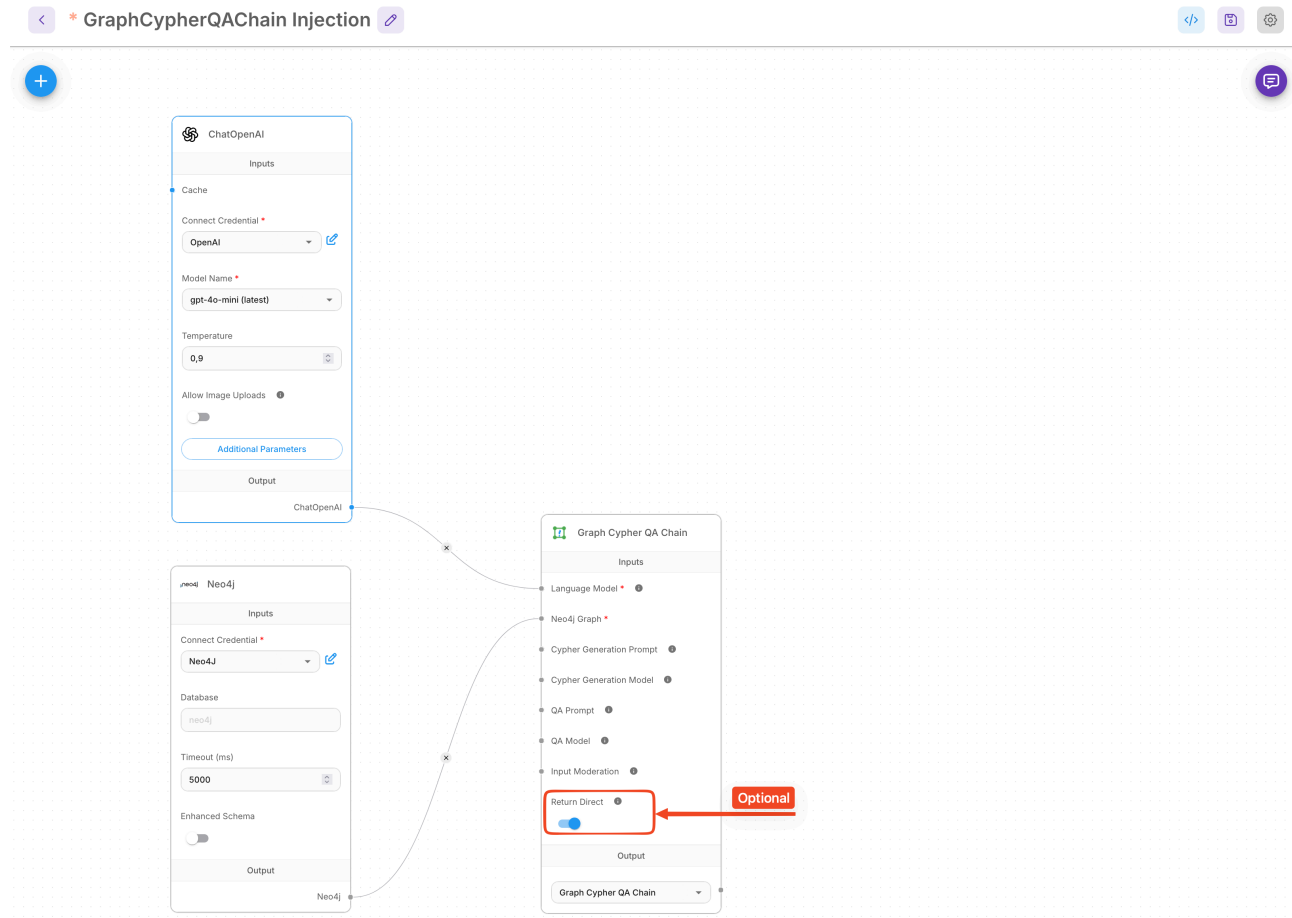 * GraphCypherQAChain Injection
ChatOpenAI
Inputs
Cache
Connect Credential *
OpenAI
Model Name *
gpt-4o-mini (latest)
Temperature
0,9
Allow Image Uploads
Additional Parameters
Output
ChatOpenAI
neo4j Neo4j
Inputs
Connect Credential *
Neo4J
Database
neo4j
Timeout (ms)
5000
Enhanced Schema
Output
Neo4j
Graph Cypher QA Chain
Inputs
Language Model *
Neo4j Graph *
Cypher Generation Prompt
Cypher Generation Model
QA Prompt
QA Model
Input Moderation
Return Direct
Optional
Output
Graph Cypher QA Chain